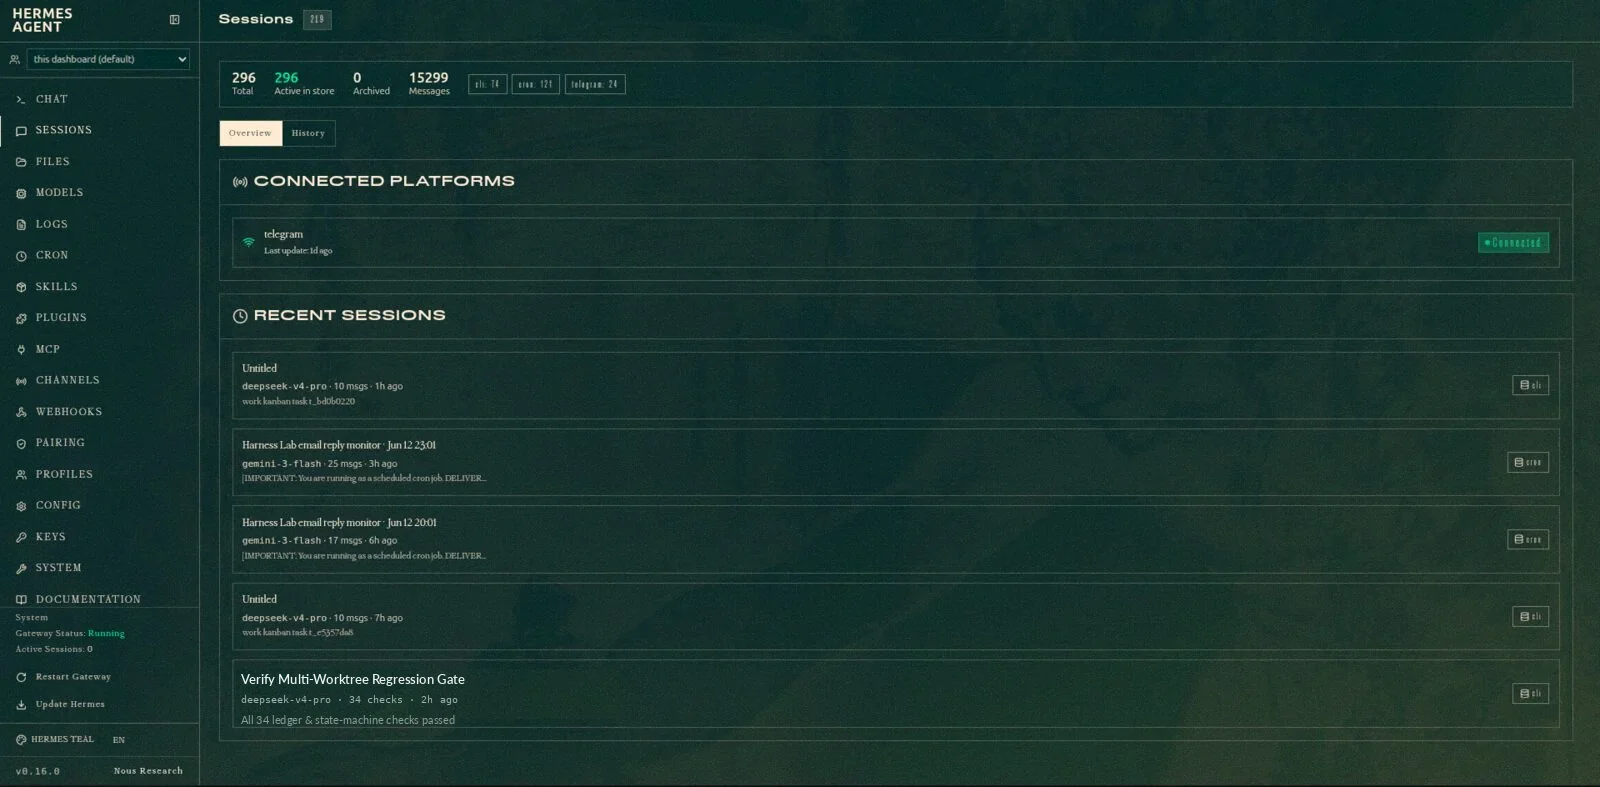 HERMES
AGENT
this dashboard (default)
CHAT
SESSIONS
FILES
MODELS
LOGS
CRON
SKILLS
PLUGINS
MCP
CHANNELS
WEBHOOKS
PAIRING
PROFILES
CONFIG
KEYS
SYSTEM
DOCUMENTATION
System
Gateway Status: Running
Active Sessions: 0
Restart Gateway
Update Hermes
HERMES TEAL EN
v0.16.0 Nous Research
Sessions
296 Total
296 Active in store
0 Archived
15299 Messages
cli: 74
telegram: 24
Overview History
CONNECTED PLATFORMS
telegram
Last update: 1d ago
Connected
RECENT SESSIONS
Untitled
deepseek-v4-pro · 10 msgs · 1h ago
work kanban task t_bd0b0220
cli
Harness Lab email reply monitor · Jun 12 23:01
gemini-3-flash · 25 msgs · 3h ago
[IMPORTANT: You are running as a scheduled cron job. DELIVER...
cron
Harness Lab email reply monitor · Jun 12 20:01
gemini-3-flash · 17 msgs · 6h ago
[IMPORTANT: You are running as a scheduled cron job. DELIVER...
cron
Untitled
deepseek-v4-pro · 10 msgs · 7h ago
work kanban task t_e5357da8
cli
Verify Multi-Worktree Regression Gate
deepseek-v4-pro · 34 checks · 2h ago
All 34 ledger & state-machine checks passed
cli